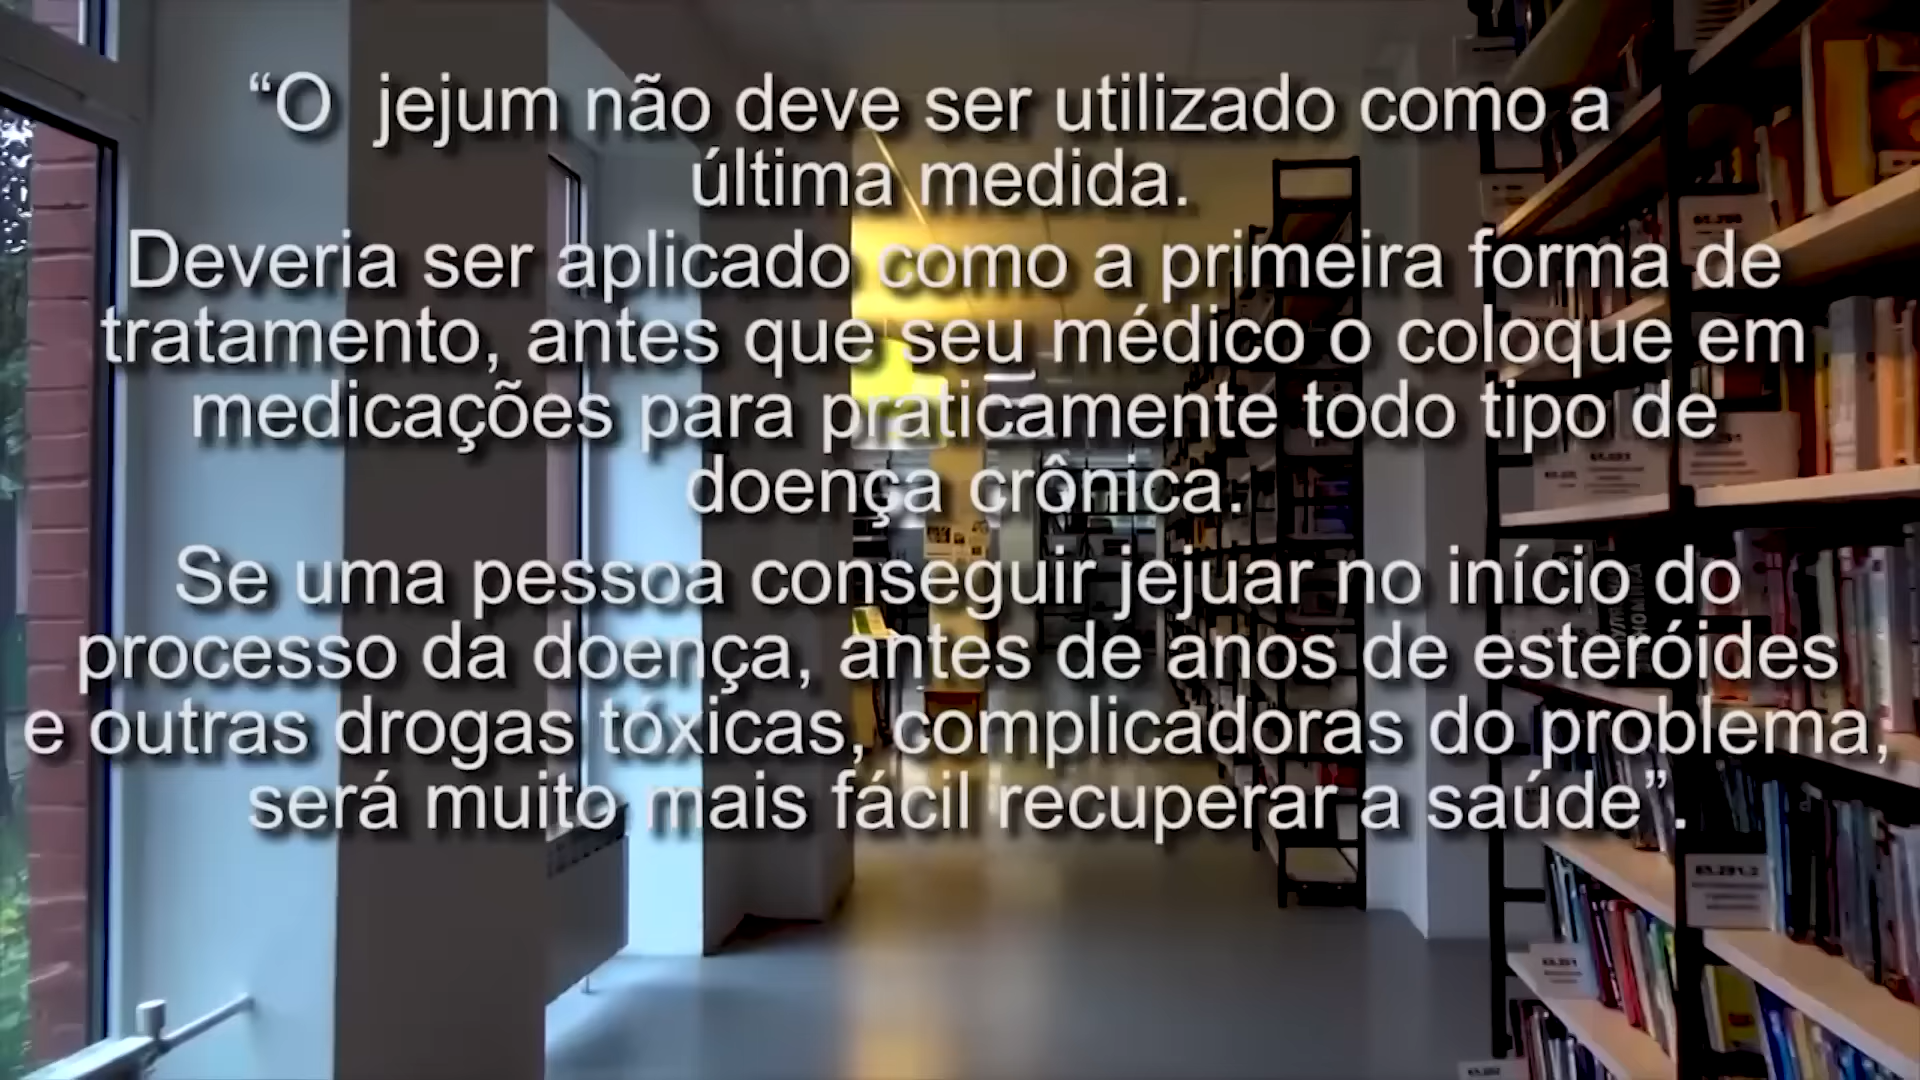 “O jejum não deve ser utilizado como a
última medida.
Deveria ser aplicado como a primeira forma de
tratamento, antes que seu médico o coloque em
medicações para praticamente todo tipo de
doença crônica.
Se uma pessoa conseguir jejuar no início do
processo da doença, antes de anos de esteróides
e outras drogas tóxicas, complicadoras do problema,
será muito mais fácil recuperar a saúde”.